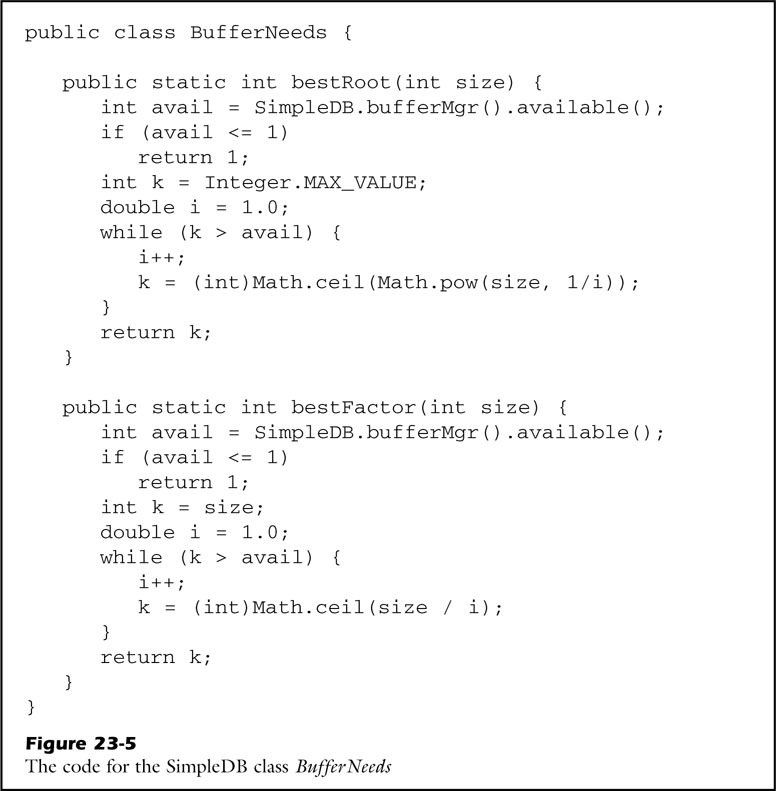 public class BufferNeeds {
   public static int bestRoot(int size) {
      int avail = SimpleDB.bufferMgr().available();
      if (avail <= 1)
         return 1;
      int k = Integer.MAX_VALUE;
      double i = 1.0;
      while (k > avail) {
         i++;
         k = (int)Math.ceil(Math.pow(size, 1/i));
      }
      return k;
   }
   public static int bestFactor(int size) {
      int avail = SimpleDB.bufferMgr().available();
      if (avail <= 1)
         return 1;
      int k = size;
      double i = 1.0;
      while (k > avail) {
         i++;
         k = (int)Math.ceil(size / i);
      }
      return k;
   }
}
Figure 23-5
The code for the SimpleDB class BufferNeeds